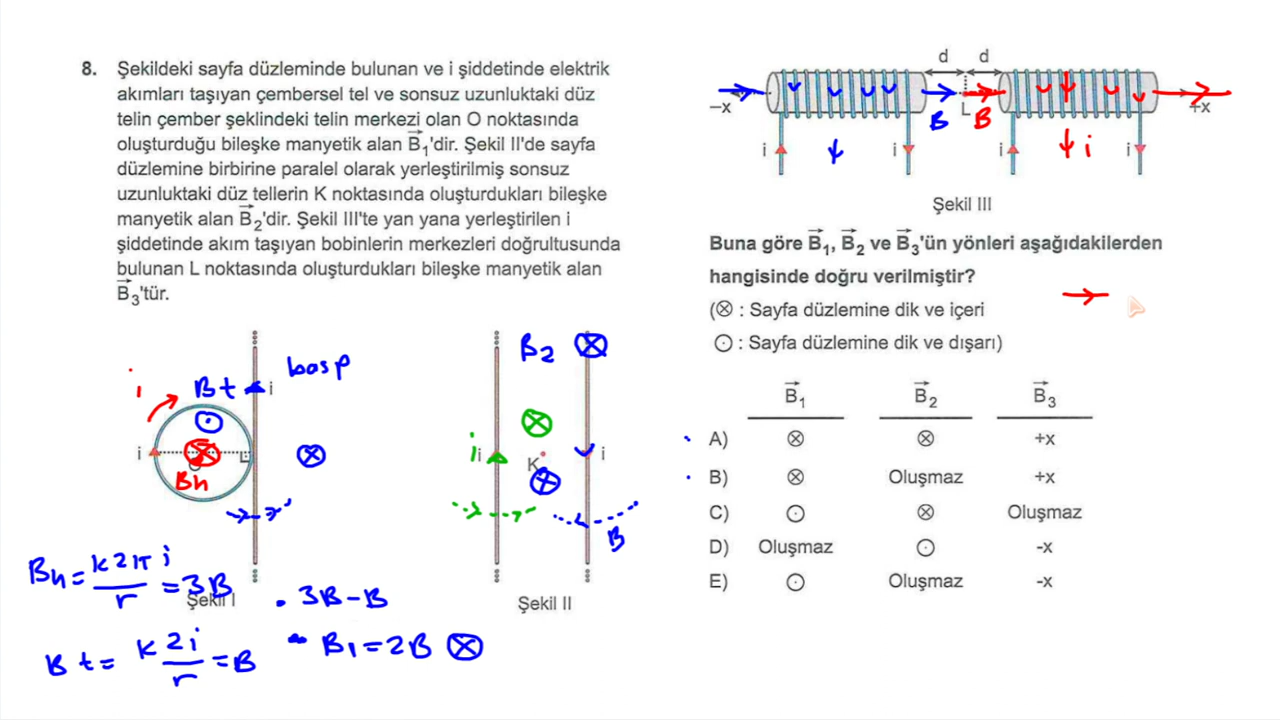 8. Şekildeki sayfa düzleminde bulunan ve i şiddetinde elektrik
akımları taşıyan çembersel tel ve sonsuz uzunluktaki düz
telin çember şeklindeki telin merkezi olan O noktasında
oluşturduğu bileşke manyetik alan B₁'dir. Şekil II'de sayfa
düzlemine birbirine paralel olarak yerleştirilmiş sonsuz
uzunluktaki düz tellerin K noktasında oluşturdukları bileşke
manyetik alan B₂'dir. Şekil III'te yan yana yerleştirilen i
şiddetinde akım taşıyan bobinlerin merkezleri doğrultusunda
bulunan L noktasında oluşturdukları bileşke manyetik alan
B₃'tür.
i
Bt
i
basp
i
O
Bh
Şekil I
Bh = k2πi / r = 3B
Bt = k2i / r = B
. 3B-B
B₁ = 2B ⊗
B₂ ⊗
i i
K
i
B
Şekil II
d d
-x
B
L
B
+x
i
i
i
i
i
Şekil III
Buna göre B₁, B₂ ve B₃'ün yönleri aşağıdakilerden
hangisinde doğru verilmiştir?
(⊗ : Sayfa düzlemine dik ve içeri
⊙ : Sayfa düzlemine dik ve dışarı)
B₁ B₂ B₃
A) ⊗ ⊗ +x
B) ⊗ Oluşmaz +x
C) ⊙ ⊗ Oluşmaz
D) Oluşmaz ⊙ -x
E) ⊙ Oluşmaz -x